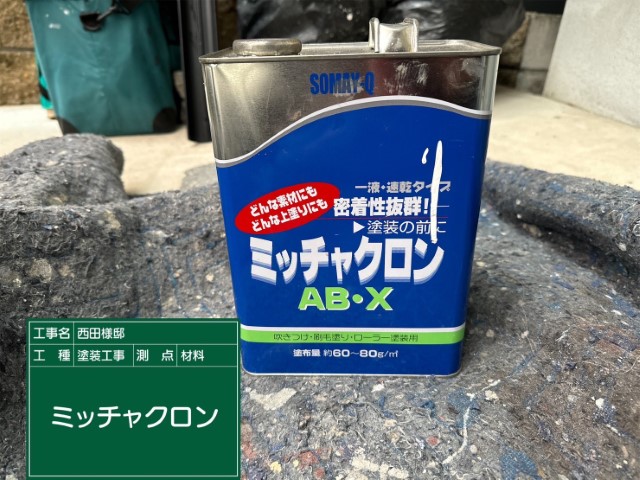 SOMAY-Q
一液・速乾タイプ
どんな素材にも
どんな上塗りにも
密着性抜群!
▶塗装の前に
ミッチャクロン
AB・X
吹きつけ・刷毛塗り・ローラー塗装用
塗布量 約60〜80g/㎡
工事名 西田様邸
工種 塗装工事 測点 材料
ミッチャクロン